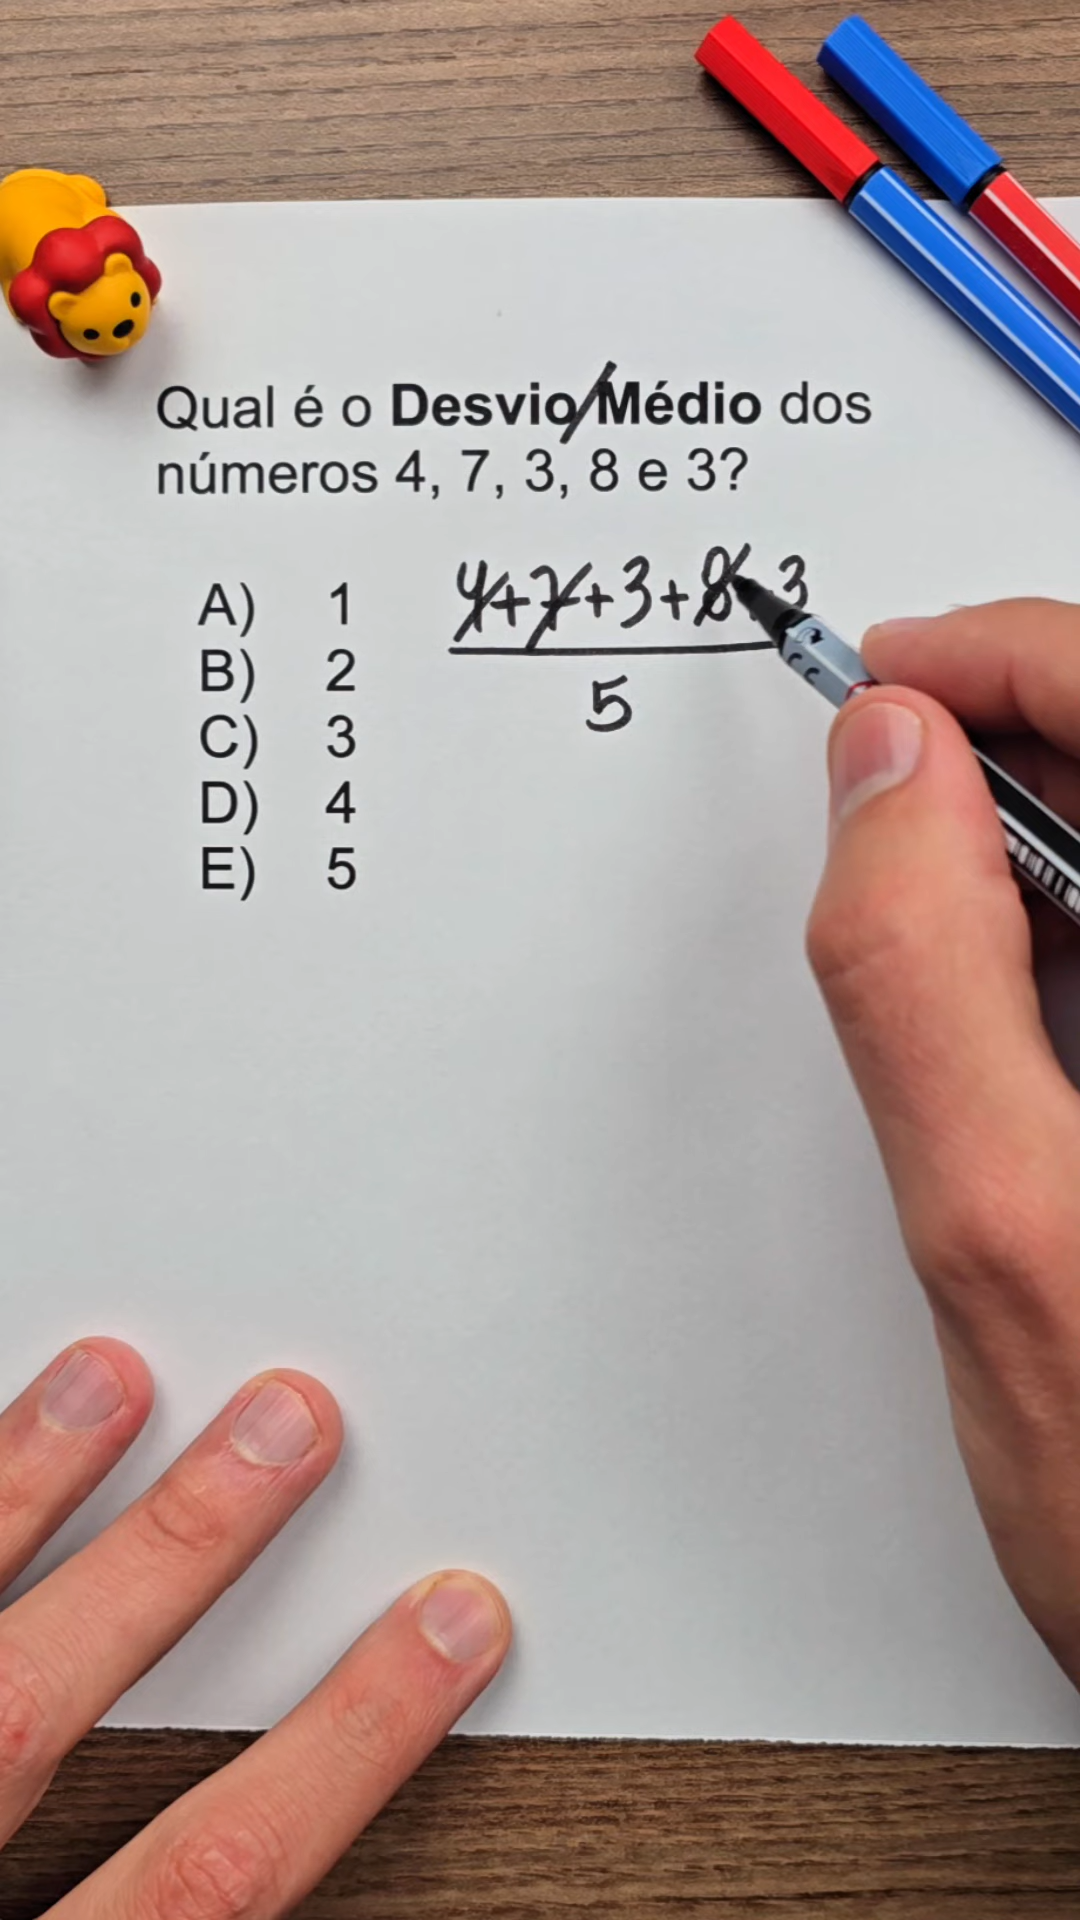 Qual é o Desvio/Médio dos
números 4, 7, 3, 8 e 3?
A) 1
B) 2
C) 3
D) 4
E) 5
4+7+3+8+3
5